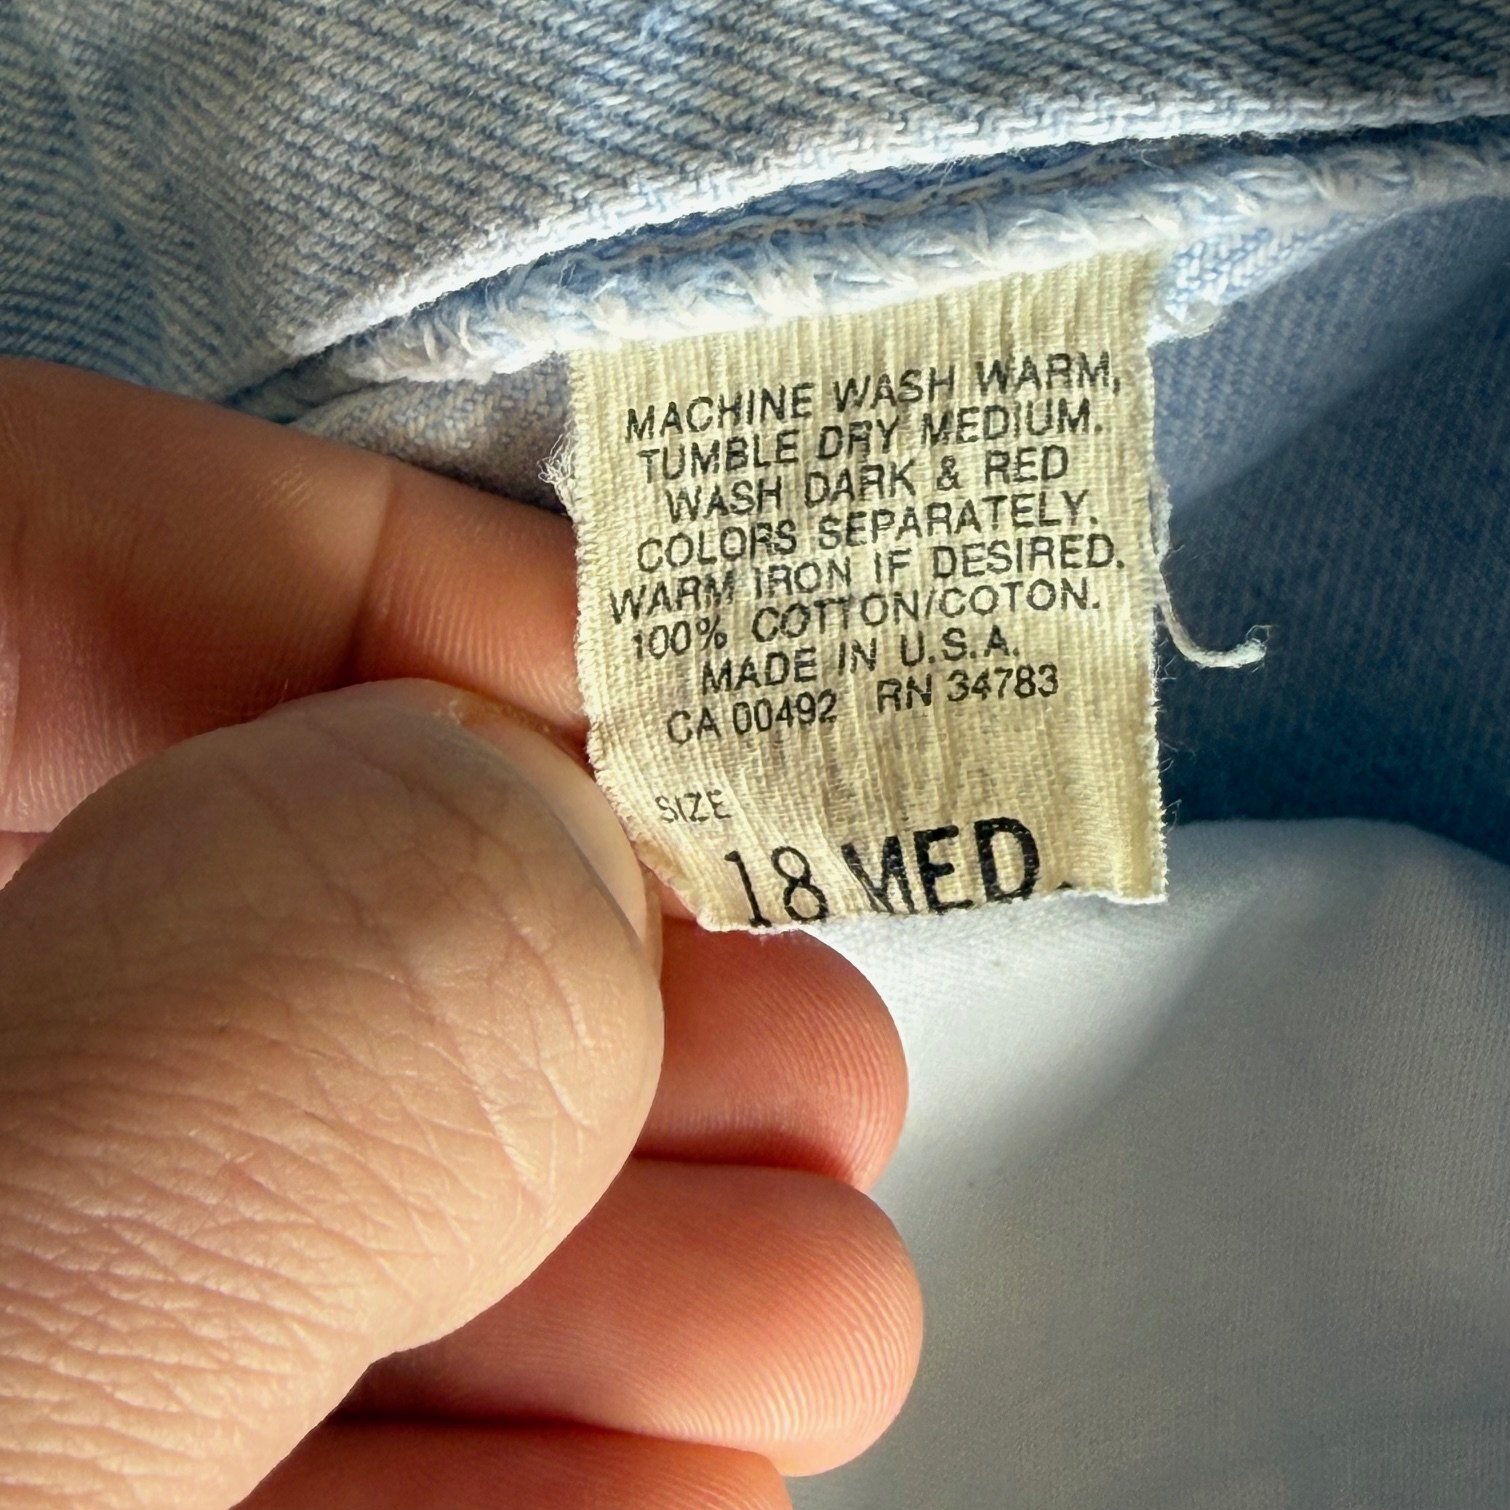 MACHINE WASH WARM,
TUMBLE DRY MEDIUM.
WASH DARK & RED
COLORS SEPARATELY.
WARM IRON IF DESIRED.
100% COTTON/COTON.
MADE IN U.S.A.
CA 00492 RN 34783
SIZE
18 MED.